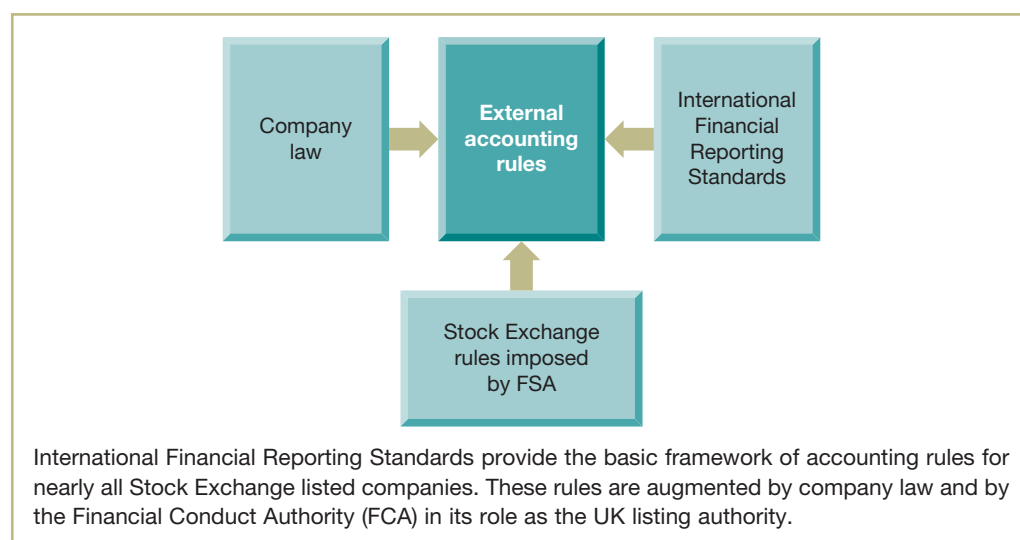 Company
law
External
accounting
rules
International
Financial
Reporting
Standards
Stock Exchange
rules imposed
by FSA
International Financial Reporting Standards provide the basic framework of accounting rules for
nearly all Stock Exchange listed companies. These rules are augmented by company law and by
the Financial Conduct Authority (FCA) in its role as the UK listing authority.